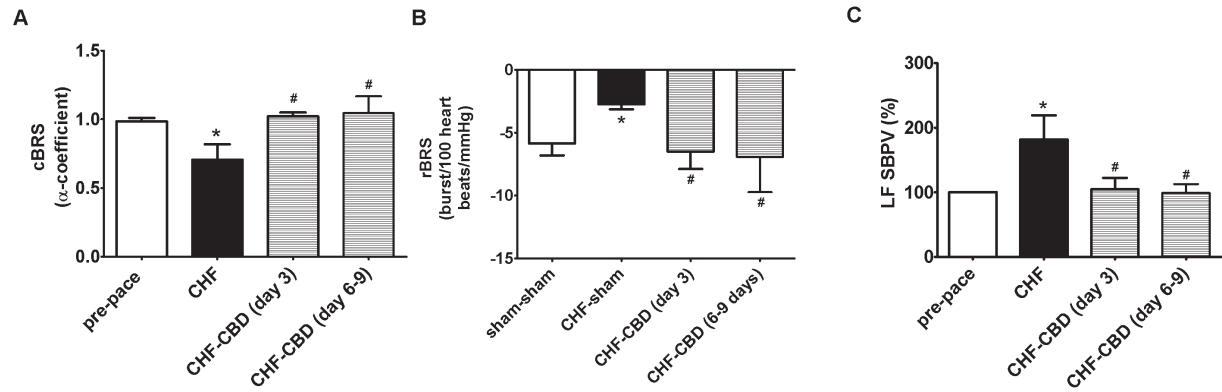 A
cBRS
(α-coefficient)
1.5
1.0
0.5
0.0
*
#
#
pre-pace
CHF
CHF-CBD (day 3)
CHF-CBD (day 6-9)
B
rBRS
(burst/100 heart
beats/mmHg)
0
-5
-10
-15
*
#
#
sham-sham
CHF-sham
CHF-CBD (day 3)
CHF-CBD (6-9 days)
C
LF SBPV (%)
300
200
100
0
*
#
#
pre-pace
CHF
CHF-CBD (day 3)
CHF-CBD (day 6-9)